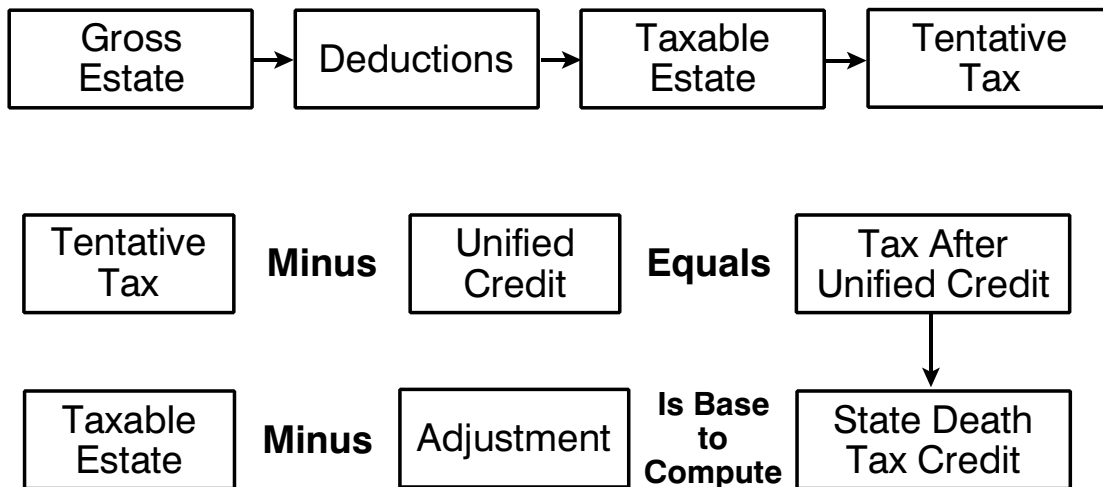 Gross
Estate
Deductions
Taxable
Estate
Tentative
Tax
Tentative
Tax
Minus
Unified
Credit
Equals
Tax After
Unified Credit
Taxable
Estate
Minus
Adjustment
Is Base
to
Compute
State Death
Tax Credit